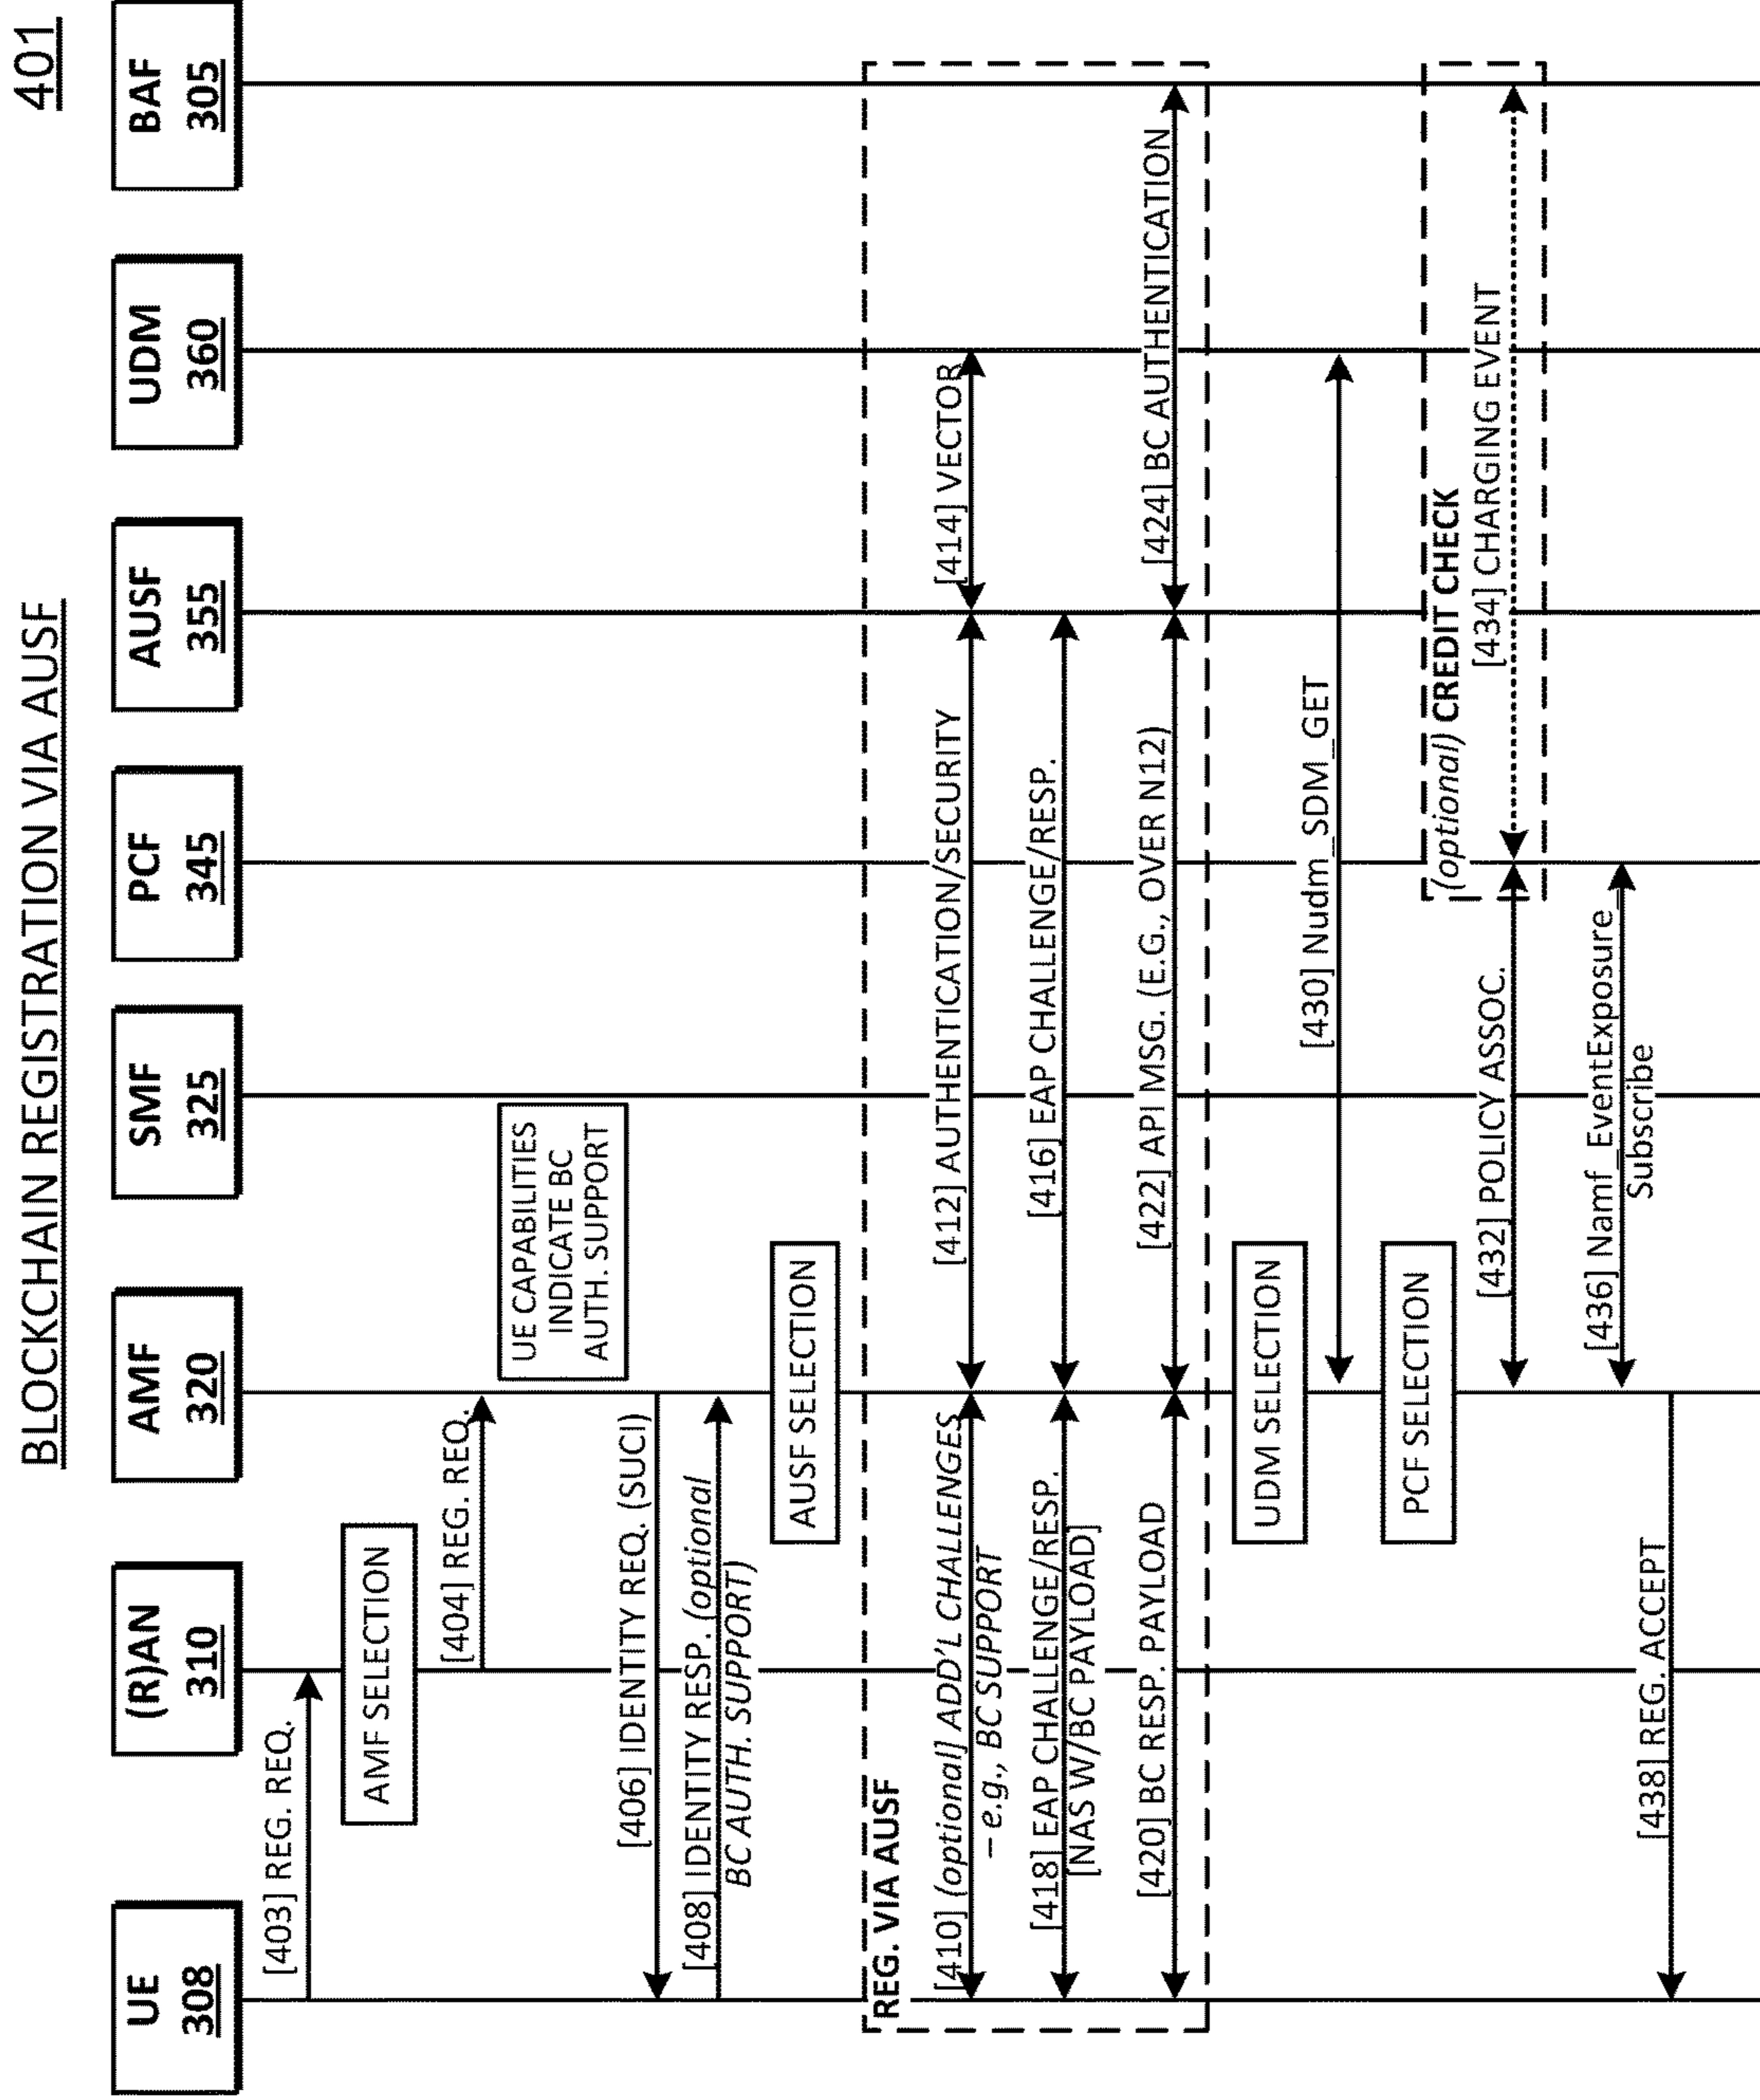 BLOCKCHAIN REGISTRATION VIA AUSF
401
UE
308
(R)AN
310
AMF
320
SMF
325
PCF
345
AUSF
355
UDM
360
BAF
305
[403] REG. REQ.
AMF SELECTION
[404] REG. REQ.
UE CAPABILITIES
INDICATE BC
AUTH. SUPPORT
[406] IDENTITY REQ. (SUCI)
[408] IDENTITY RESP. (optional
BC AUTH. SUPPORT)
AUSF SELECTION
REG. VIA AUSF
[410] (optional] ADD'L CHALLENGES
– e.g., BC SUPPORT
[412] AUTHENTICATION/SECURITY
[414] VECTOR
[418] EAP CHALLENGE/RESP.
[NAS W/BC PAYLOAD]
[416] EAP CHALLENGE/RESP.
[420] BC RESP. PAYLOAD
[422] API MSG. (E.G., OVER N12)
[424] BC AUTHENTICATION
UDM SELECTION
[430] Nudm_SDM_GET
PCF SELECTION
(optional) CREDIT CHECK
[432] POLICY ASSOC.
[434] CHARGING EVENT
[436] Namf_EventExposure_
Subscribe
[438] REG. ACCEPT